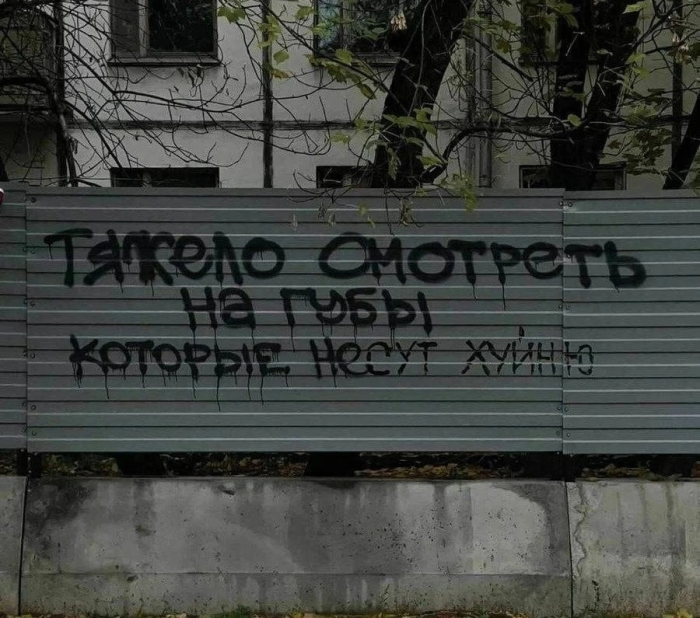 Тяжело смотреть
на губы
которые несут хуйню